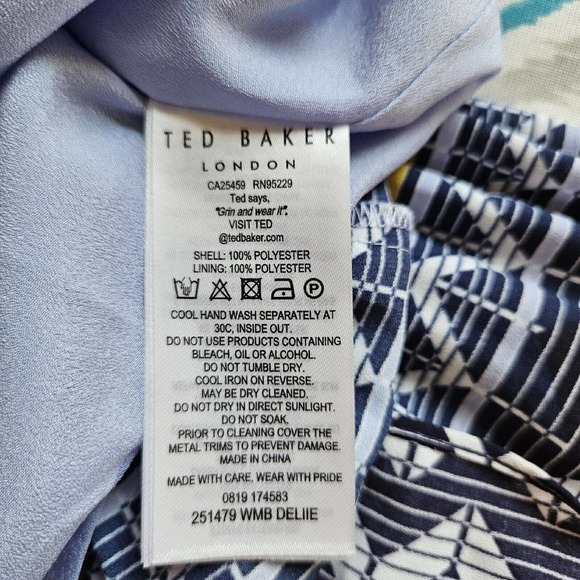 TED BAKER
LONDON
CA25459 RN95229
Ted says,
"Grin and wear it".
VISIT TED
@tedbaker.com
SHELL: 100% POLYESTER
LINING: 100% POLYESTER
COOL HAND WASH SEPARATELY AT
30C, INSIDE OUT.
DO NOT USE PRODUCTS CONTAINING
BLEACH, OIL OR ALCOHOL.
DO NOT TUMBLE DRY.
COOL IRON ON REVERSE.
MAY BE DRY CLEANED.
DO NOT DRY IN DIRECT SUNLIGHT.
DO NOT SOAK.
PRIOR TO CLEANING COVER THE
METAL TRIMS TO PREVENT DAMAGE.
MADE IN CHINA
MADE WITH CARE, WEAR WITH PRIDE
0819 174583
251479 WMB DELIIE